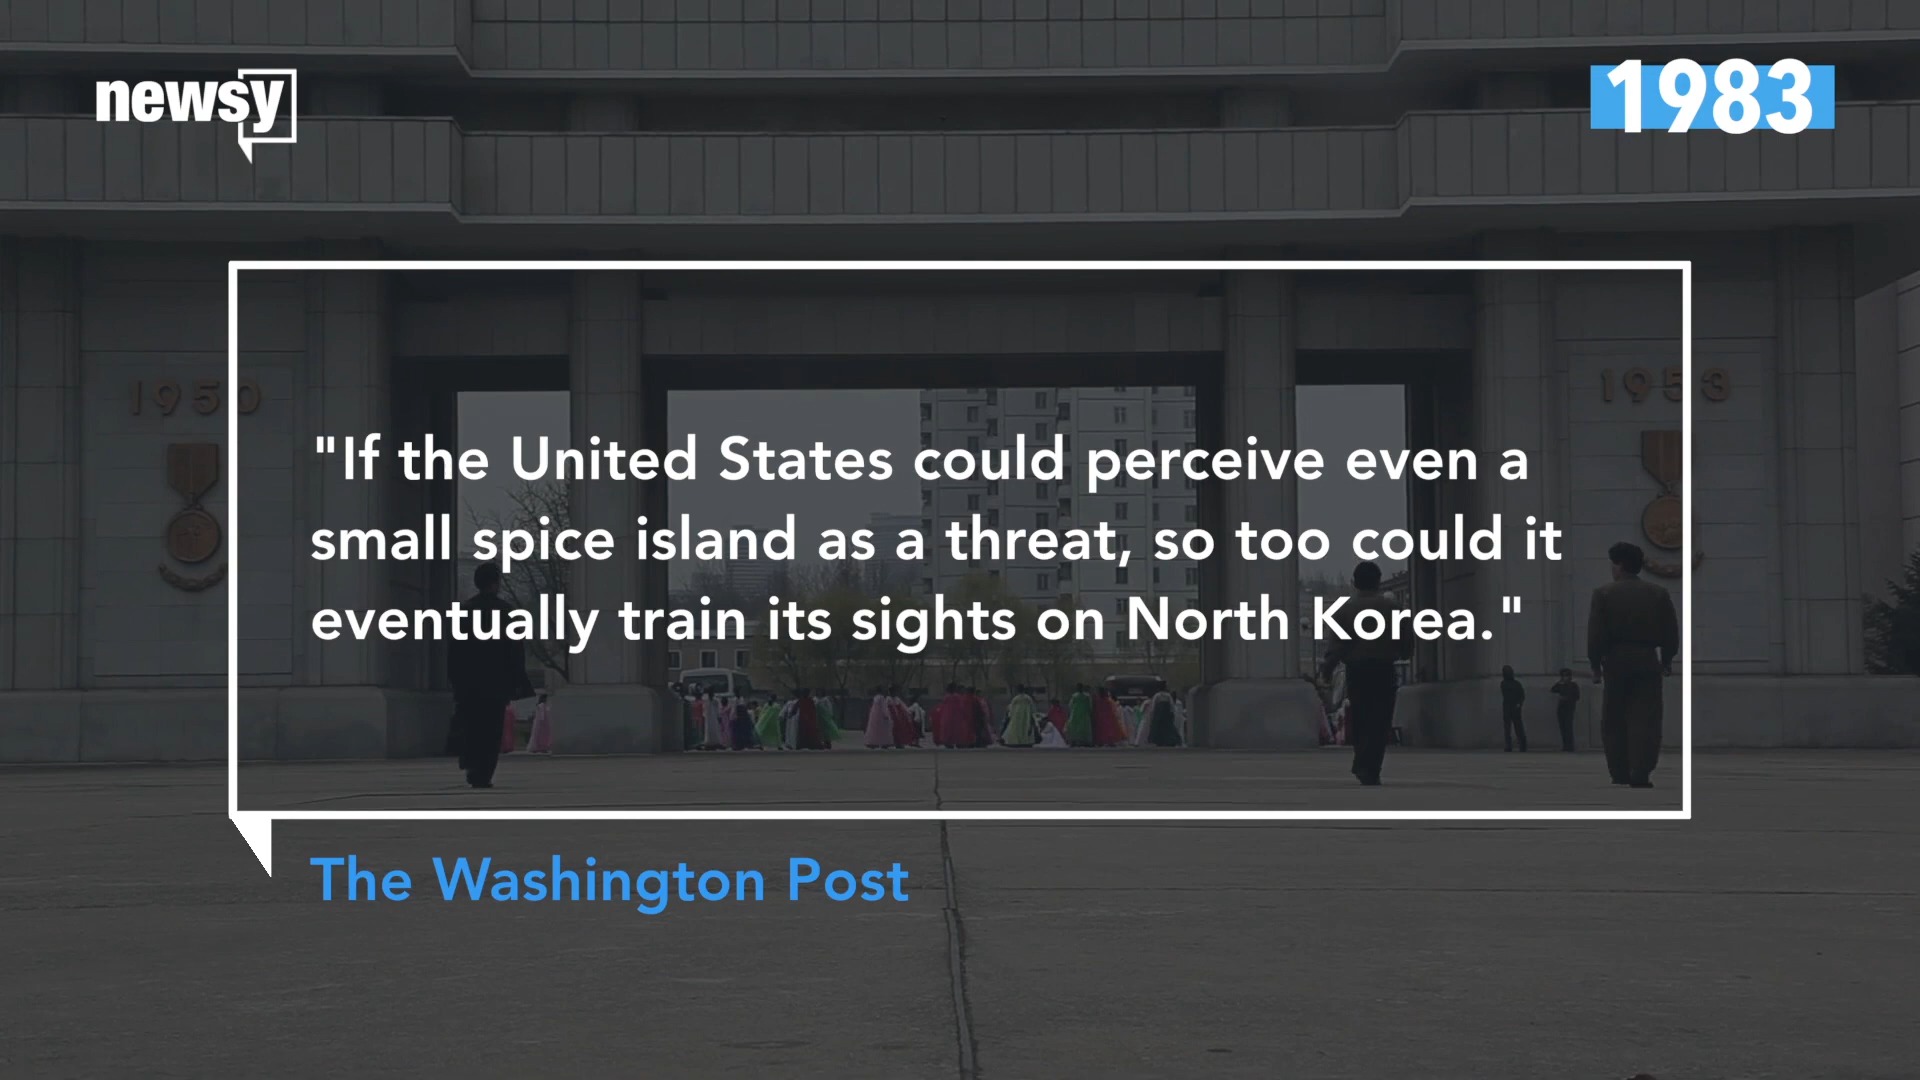 newsy
1983
1950
1953
"If the United States could perceive even a
small spice island as a threat, so too could it
eventually train its sights on North Korea."
The Washington Post